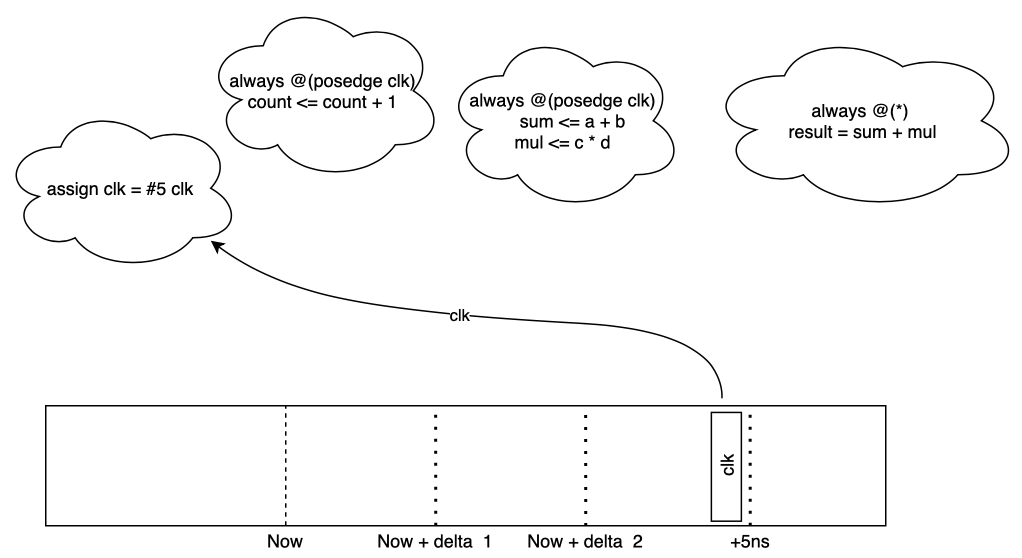 always @(posedge clk)
count <= count + 1
always @(posedge clk)
sum <= a + b
mul <= c * d
always @(*)
result = sum + mul
assign clk = #5 clk
clk
clk
Now
Now + delta 1
Now + delta 2
+5ns